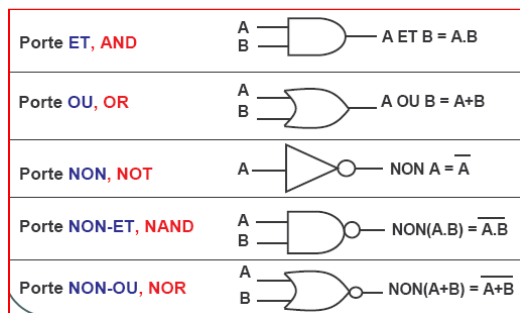 Porte ET, AND A B A ET B = A.B
Porte OU, OR A B A OU B = A+B
Porte NON, NOT A NON A = A̅
Porte NON-ET, NAND A B NON(A.B) = A̅.̅B̅
Porte NON-OU, NOR A B NON(A+B) = A̅+̅B̅